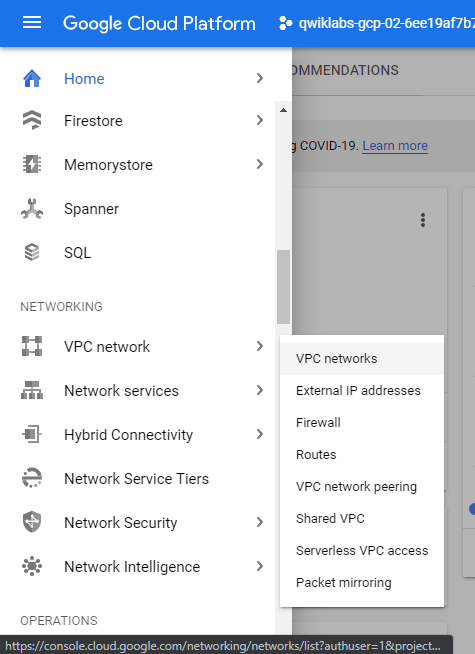 Google Cloud Platform
qwiklabs-gcp-02-6ee19af7b7
Home
OMMENDATIONS
Firestore
g COVID-19. Learn more
Memorystore
Spanner
SQL
NETWORKING
VPC network
Network services
Hybrid Connectivity
Network Service Tiers
Network Security
Network Intelligence
OPERATIONS
VPC networks
External IP addresses
Firewall
Routes
VPC network peering
Shared VPC
Serverless VPC access
Packet mirroring
https://console.cloud.google.com/networking/networks/list?authuser=1&project...